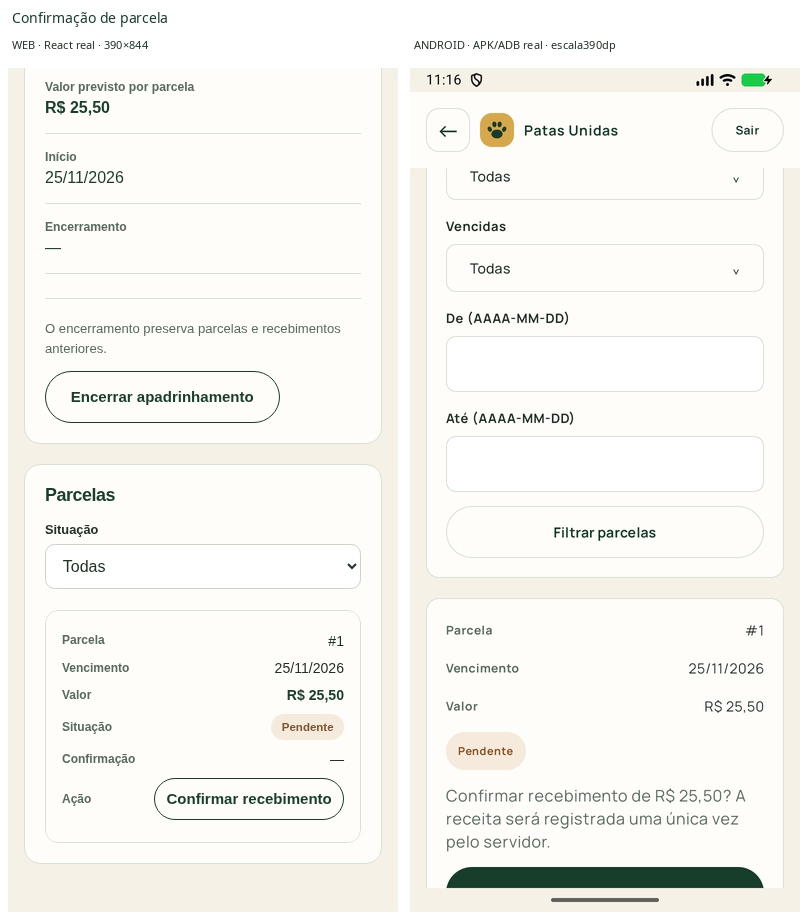 Confirmação de parcela
WEB · React real · 390×844
Valor previsto por parcela
R$ 25,50
Início
25/11/2026
Encerramento
—
O encerramento preserva parcelas e recebimentos
anteriores.
Encerrar apadrinhamento
Parcelas
Situação
Todas
Parcela #1
Vencimento 25/11/2026
Valor R$ 25,50
Situação Pendente
Confirmação —
Ação Confirmar recebimento
ANDROID · APK/ADB real · escala390dp
11:16
Patas Unidas
Sair
Todas
Vencidas
Todas
De (AAAA-MM-DD)
Até (AAAA-MM-DD)
Filtrar parcelas
Parcela #1
Vencimento 25/11/2026
Valor R$ 25,50
Pendente
Confirmar recebimento de R$ 25,50? A
receita será registrada uma única vez
pelo servidor.